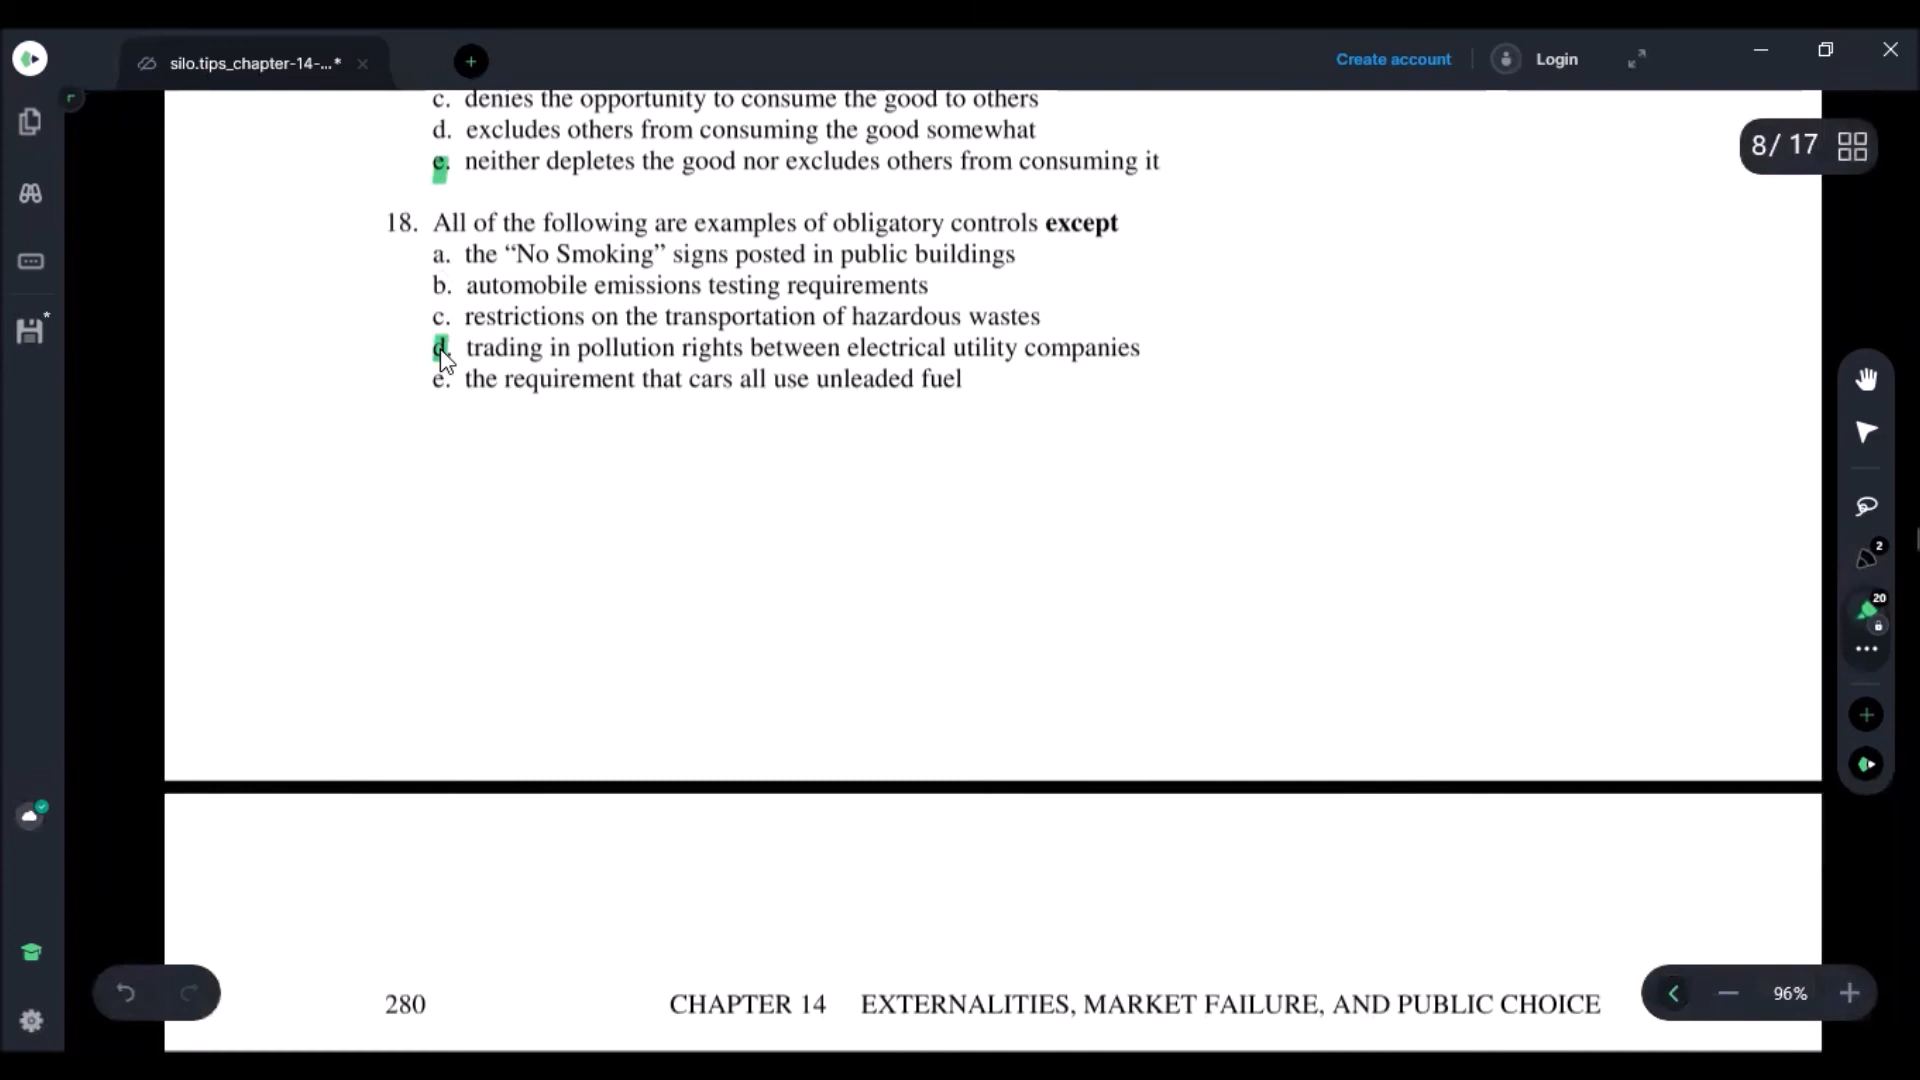 silo.tips_chapter-14-...*
Create account
Login
8/ 17
c. denies the opportunity to consume the good to others
d. excludes others from consuming the good somewhat
e. neither depletes the good nor excludes others from consuming it
18. All of the following are examples of obligatory controls except
a. the “No Smoking” signs posted in public buildings
b. automobile emissions testing requirements
c. restrictions on the transportation of hazardous wastes
d. trading in pollution rights between electrical utility companies
e. the requirement that cars all use unleaded fuel
2
20
280 CHAPTER 14 EXTERNALITIES, MARKET FAILURE, AND PUBLIC CHOICE
96%